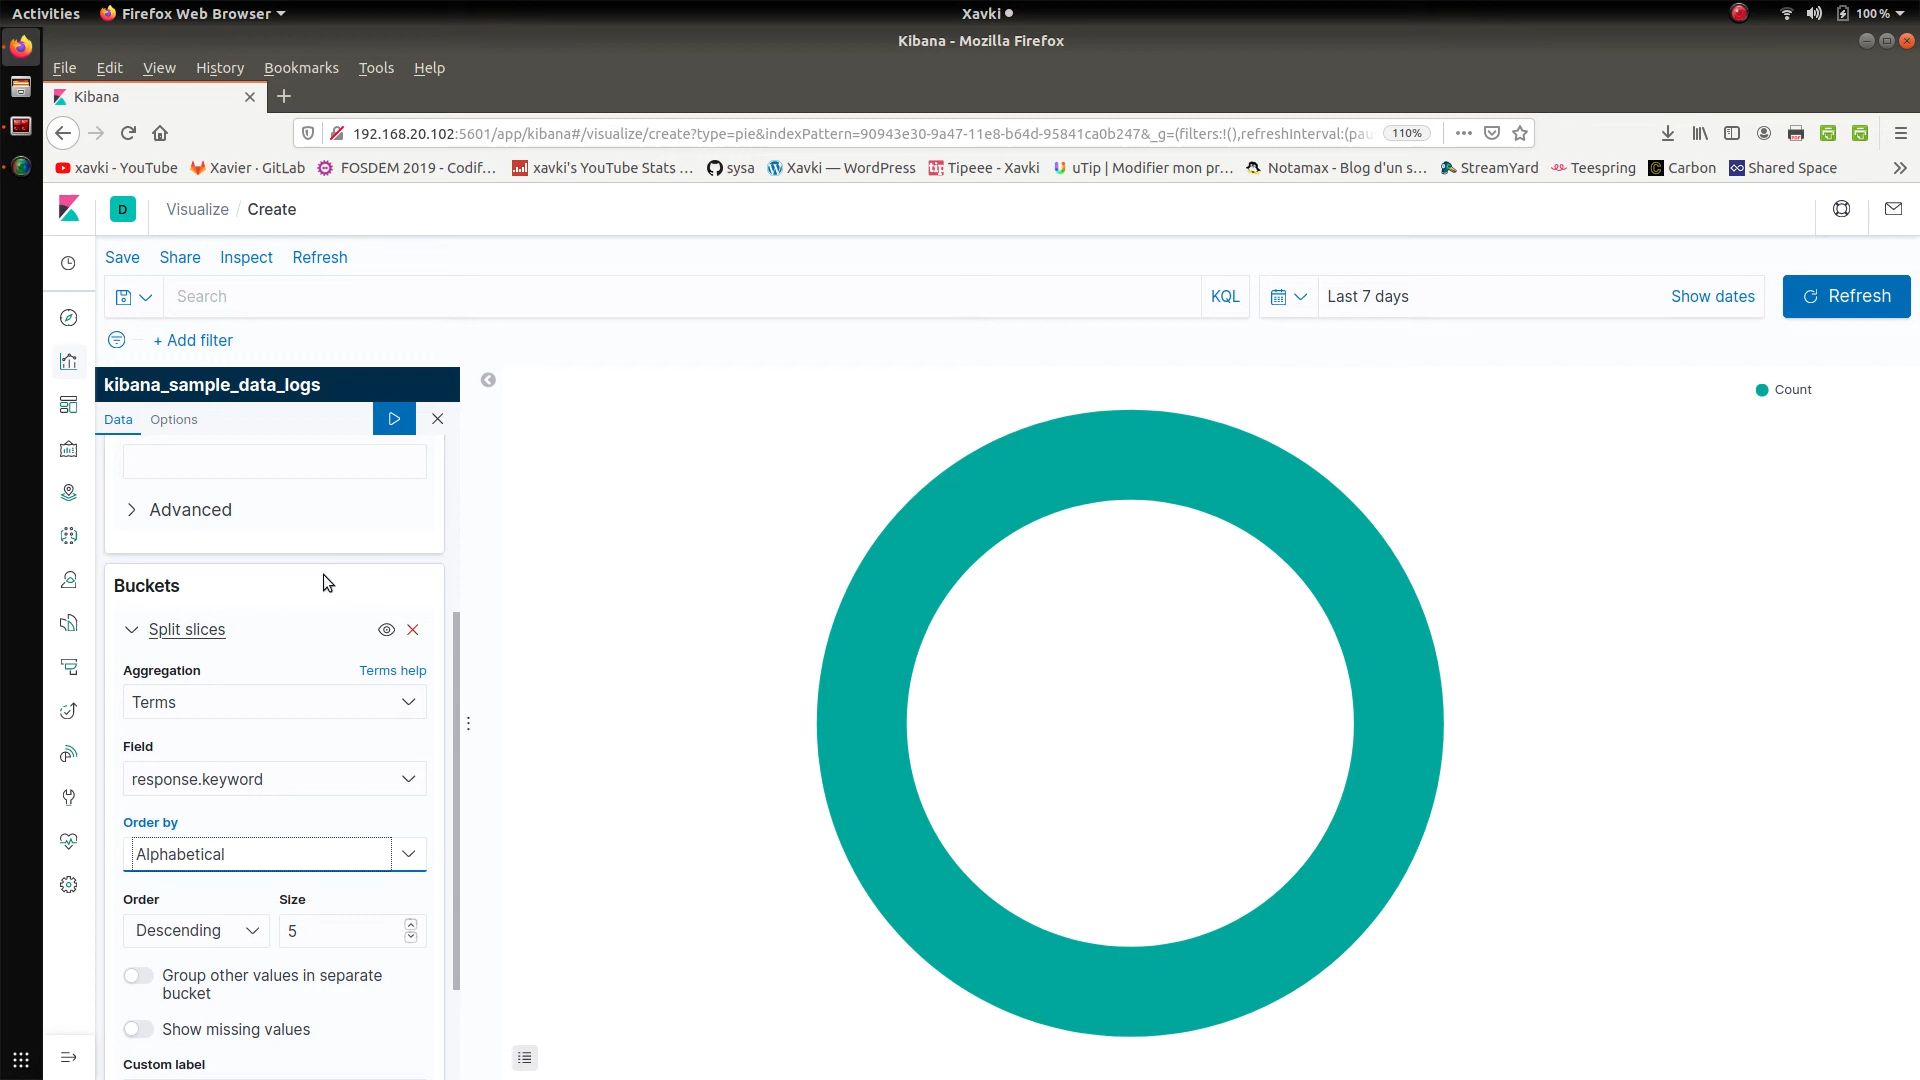 Activities
Firefox Web Browser
Xavki
100 %
Kibana - Mozilla Firefox
File Edit View History Bookmarks Tools Help
Kibana
192.168.20.102:5601/app/kibana#/visualize/create?type=pie&indexPattern=90943e30-9a47-11e8-b64d-95841ca0b247&_g=(filters:!(),refreshInterval:(pau
110%
xavki - YouTube
Xavier · GitLab
FOSDEM 2019 - Codif...
xavki's YouTube Stats ...
sysa
Xavki — WordPress
Tipeee - Xavki
uTip | Modifier mon pr...
Notamax - Blog d'un s...
StreamYard
Teespring
Carbon
Shared Space
D
Visualize / Create
Save Share Inspect Refresh
Search
KQL
Last 7 days
Show dates
Refresh
+ Add filter
kibana_sample_data_logs
Data Options
Count
Advanced
Buckets
Split slices
Aggregation
Terms help
Terms
Field
response.keyword
Order by
Alphabetical
Order Size
Descending 5
Group other values in separate
bucket
Show missing values
Custom label